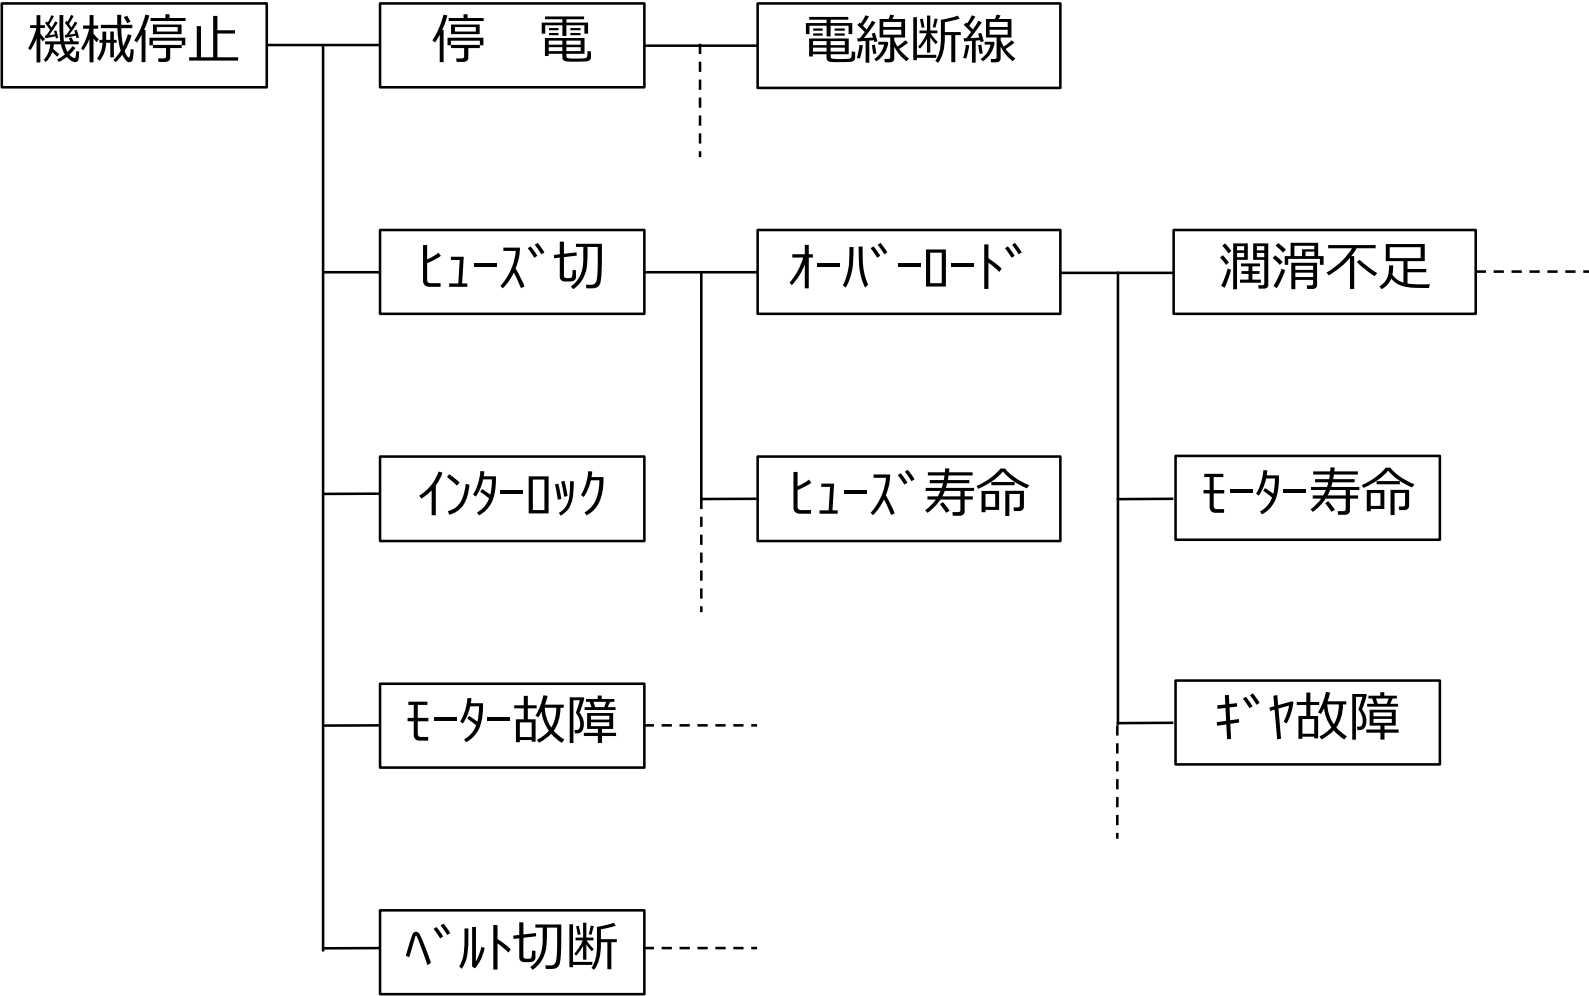 機械停止
停　電
電線断線
ﾋｭｰｽﾞ切
ｵｰﾊﾞｰﾛｰﾄﾞ
潤滑不足
ｲﾝﾀｰﾛｯｸ
ﾋｭｰｽﾞ寿命
ﾓｰﾀｰ寿命
ﾓｰﾀｰ故障
ｷﾞﾔ故障
ﾍﾞﾙﾄ切断